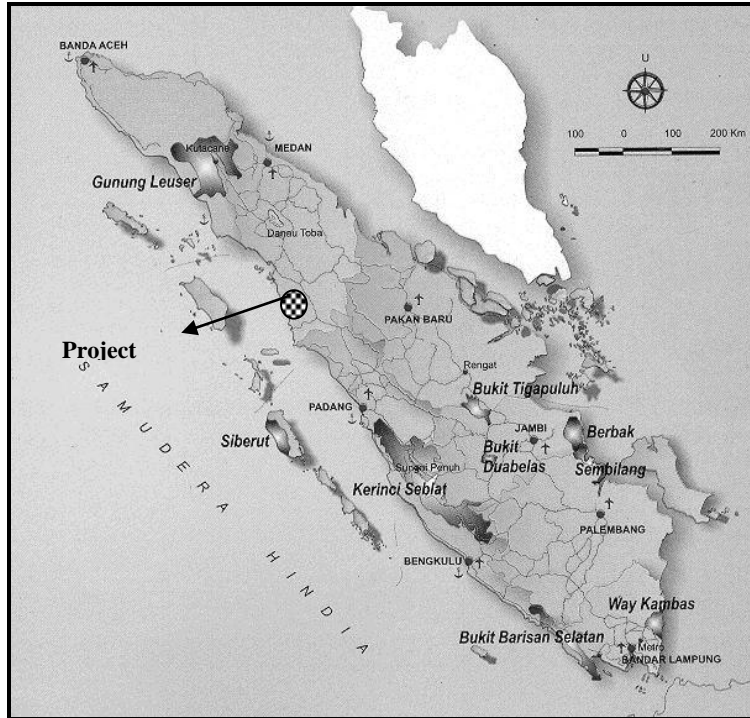 BANDA ACEH
U
100 0 100 200 Km
Kutacane
MEDAN
Gunung Leuser
Danau Toba
PAKAN BARU
Project
Rengat
Bukit Tigapuluh
SAMUDERA HINDIA
PADANG
JAMBI
Berbak
Siberut
Bukit
Duabelas
Sungai Penuh
Sembilang
Kerinci Seblat
PALEMBANG
BENGKULU
Way Kambas
Bukit Barisan Selatan
Metro
BANDAR LAMPUNG